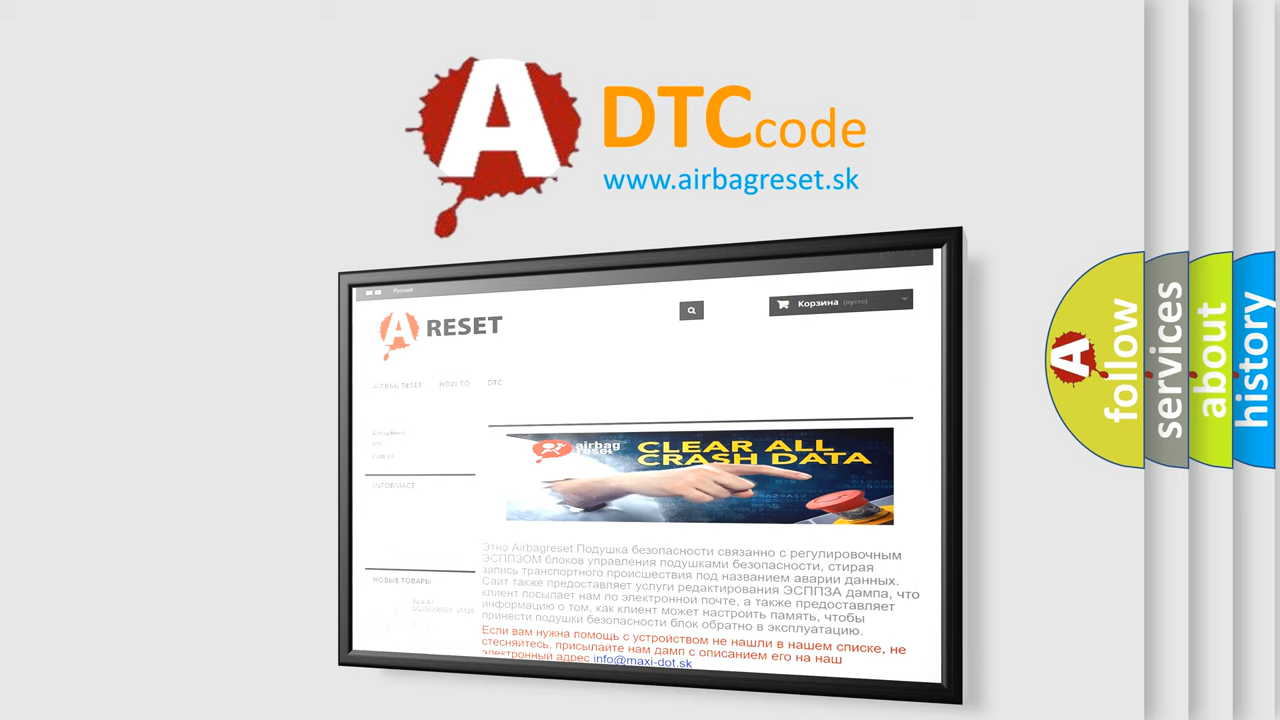 A DTC code
www.airbagreset.sk
Русский
A RESET
Корзина (пусто)
AIRBAG RESET HOW TO DTC
INFORMACE
airbag
reset
CLEAR ALL
CRASH DATA
Этно Airbagreset Подушка безопасности связанно с регулировочным
ЭСППЗОМ блоков управления подушками безопасности, стирая
запись транспортного происшествия под названием аварии данных.
Сайт также предоставляет услуги редактирования ЭСППЗА дампа, что
клиент посылает нам по электронной почте, а также предоставляет
информацию о том, как клиент может настроить память, чтобы
принести подушки безопасности блок обратно в эксплуатацию.
Если вам нужна помощь с устройством не нашли в нашем списке, не
стесняйтесь, присылайте нам дамп с описанием его на наш
электронный адрес info@maxi-dot.sk
НОВЫЕ ТОВАРЫ
A
follow
services
about
history